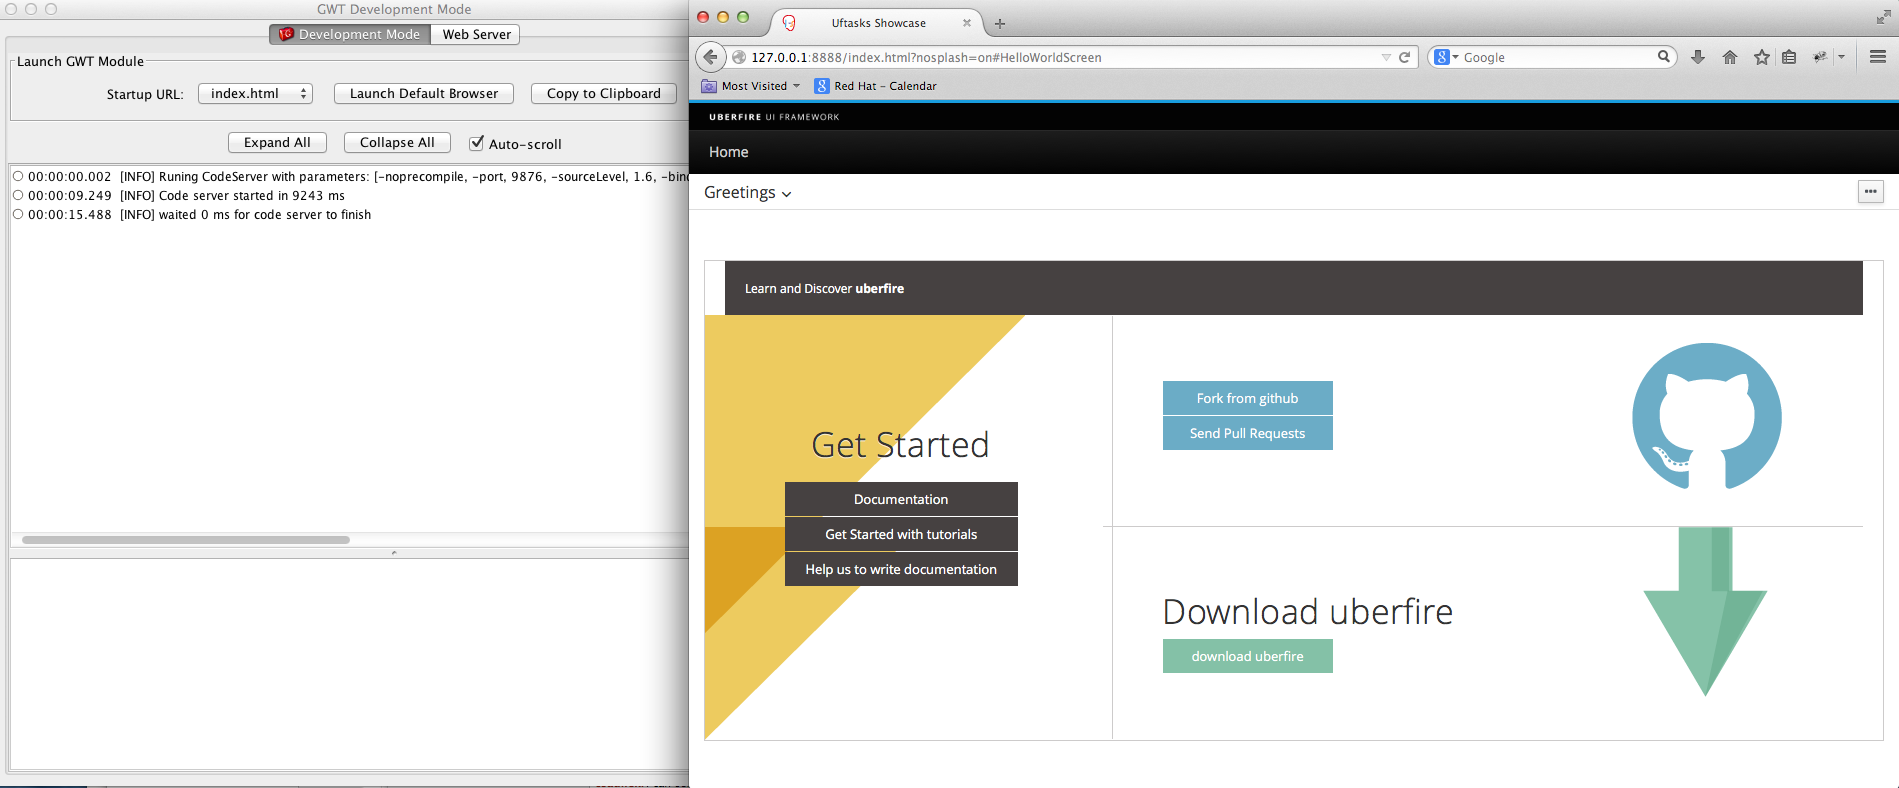 GWT Development Mode
Development Mode
Web Server
Launch GWT Module
Startup URL:
index.html
Launch Default Browser
Copy to Clipboard
Expand All
Collapse All
Auto-scroll
00:00:00.002 [INFO] Runing CodeServer with parameters: [-noprecompile, -port, 9876, -sourceLevel, 1.6, -bind
00:00:09.249 [INFO] Code server started in 9243 ms
00:00:15.488 [INFO] waited 0 ms for code server to finish
Uftasks Showcase
127.0.0.1:8888/index.html?nosplash=on#HelloWorldScreen
Google
Most Visited
Red Hat - Calendar
UBERFIRE UI FRAMEWORK
Home
Greetings
Learn and Discover uberfire
Get Started
Documentation
Get Started with tutorials
Help us to write documentation
Fork from github
Send Pull Requests
Download uberfire
download uberfire